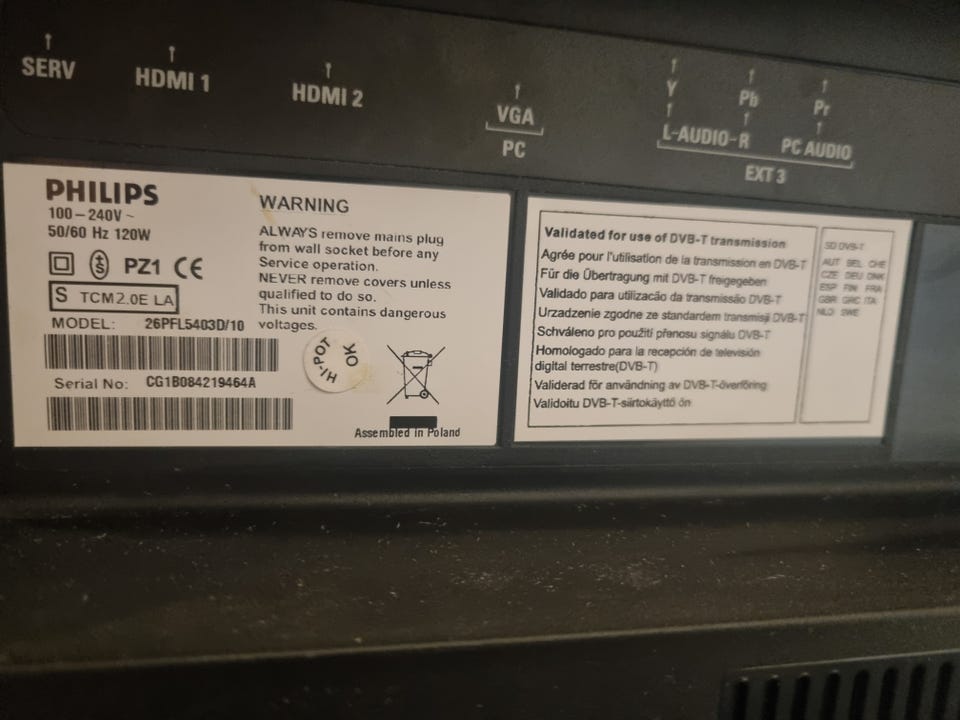 SERV
HDMI 1
HDMI 2
VGA
PC
Y
Pb
Pr
L-AUDIO-R
PC AUDIO
EXT 3
PHILIPS
100-240V ~
50/60 Hz 120W
PZ1 CE
S TCM2.0E LA
MODEL: 26PFL5403D/10
Serial No: CG1B084219464A
WARNING
ALWAYS remove mains plug
from wall socket before any
Service operation.
NEVER remove covers unless
qualified to do so.
This unit contains dangerous
voltages.
HI-POT
OK
Assembled in Poland
Validated for use of DVB-T transmission
Agrée pour l'utilisation de la transmission en DVB-T
Für die Übertragung mit DVB-T freigegeben
Validado para utilizacão da transmissão DVB-T
Urzadzenie zgodne ze standardem transmisji DVB-T
Schváleno pro použití přenosu signálu DVB-T
Homologado para la recepción de televisión
digital terrestre(DVB-T)
Validerad för användning av DVB-T-överföring
Validoitu DVB-T-siirtokäyttö ön
SD DVB-T
AUT BEL CHE
CZE DEU DNK
ESP FIN FRA
GBR GRC ITA
NLD SWE